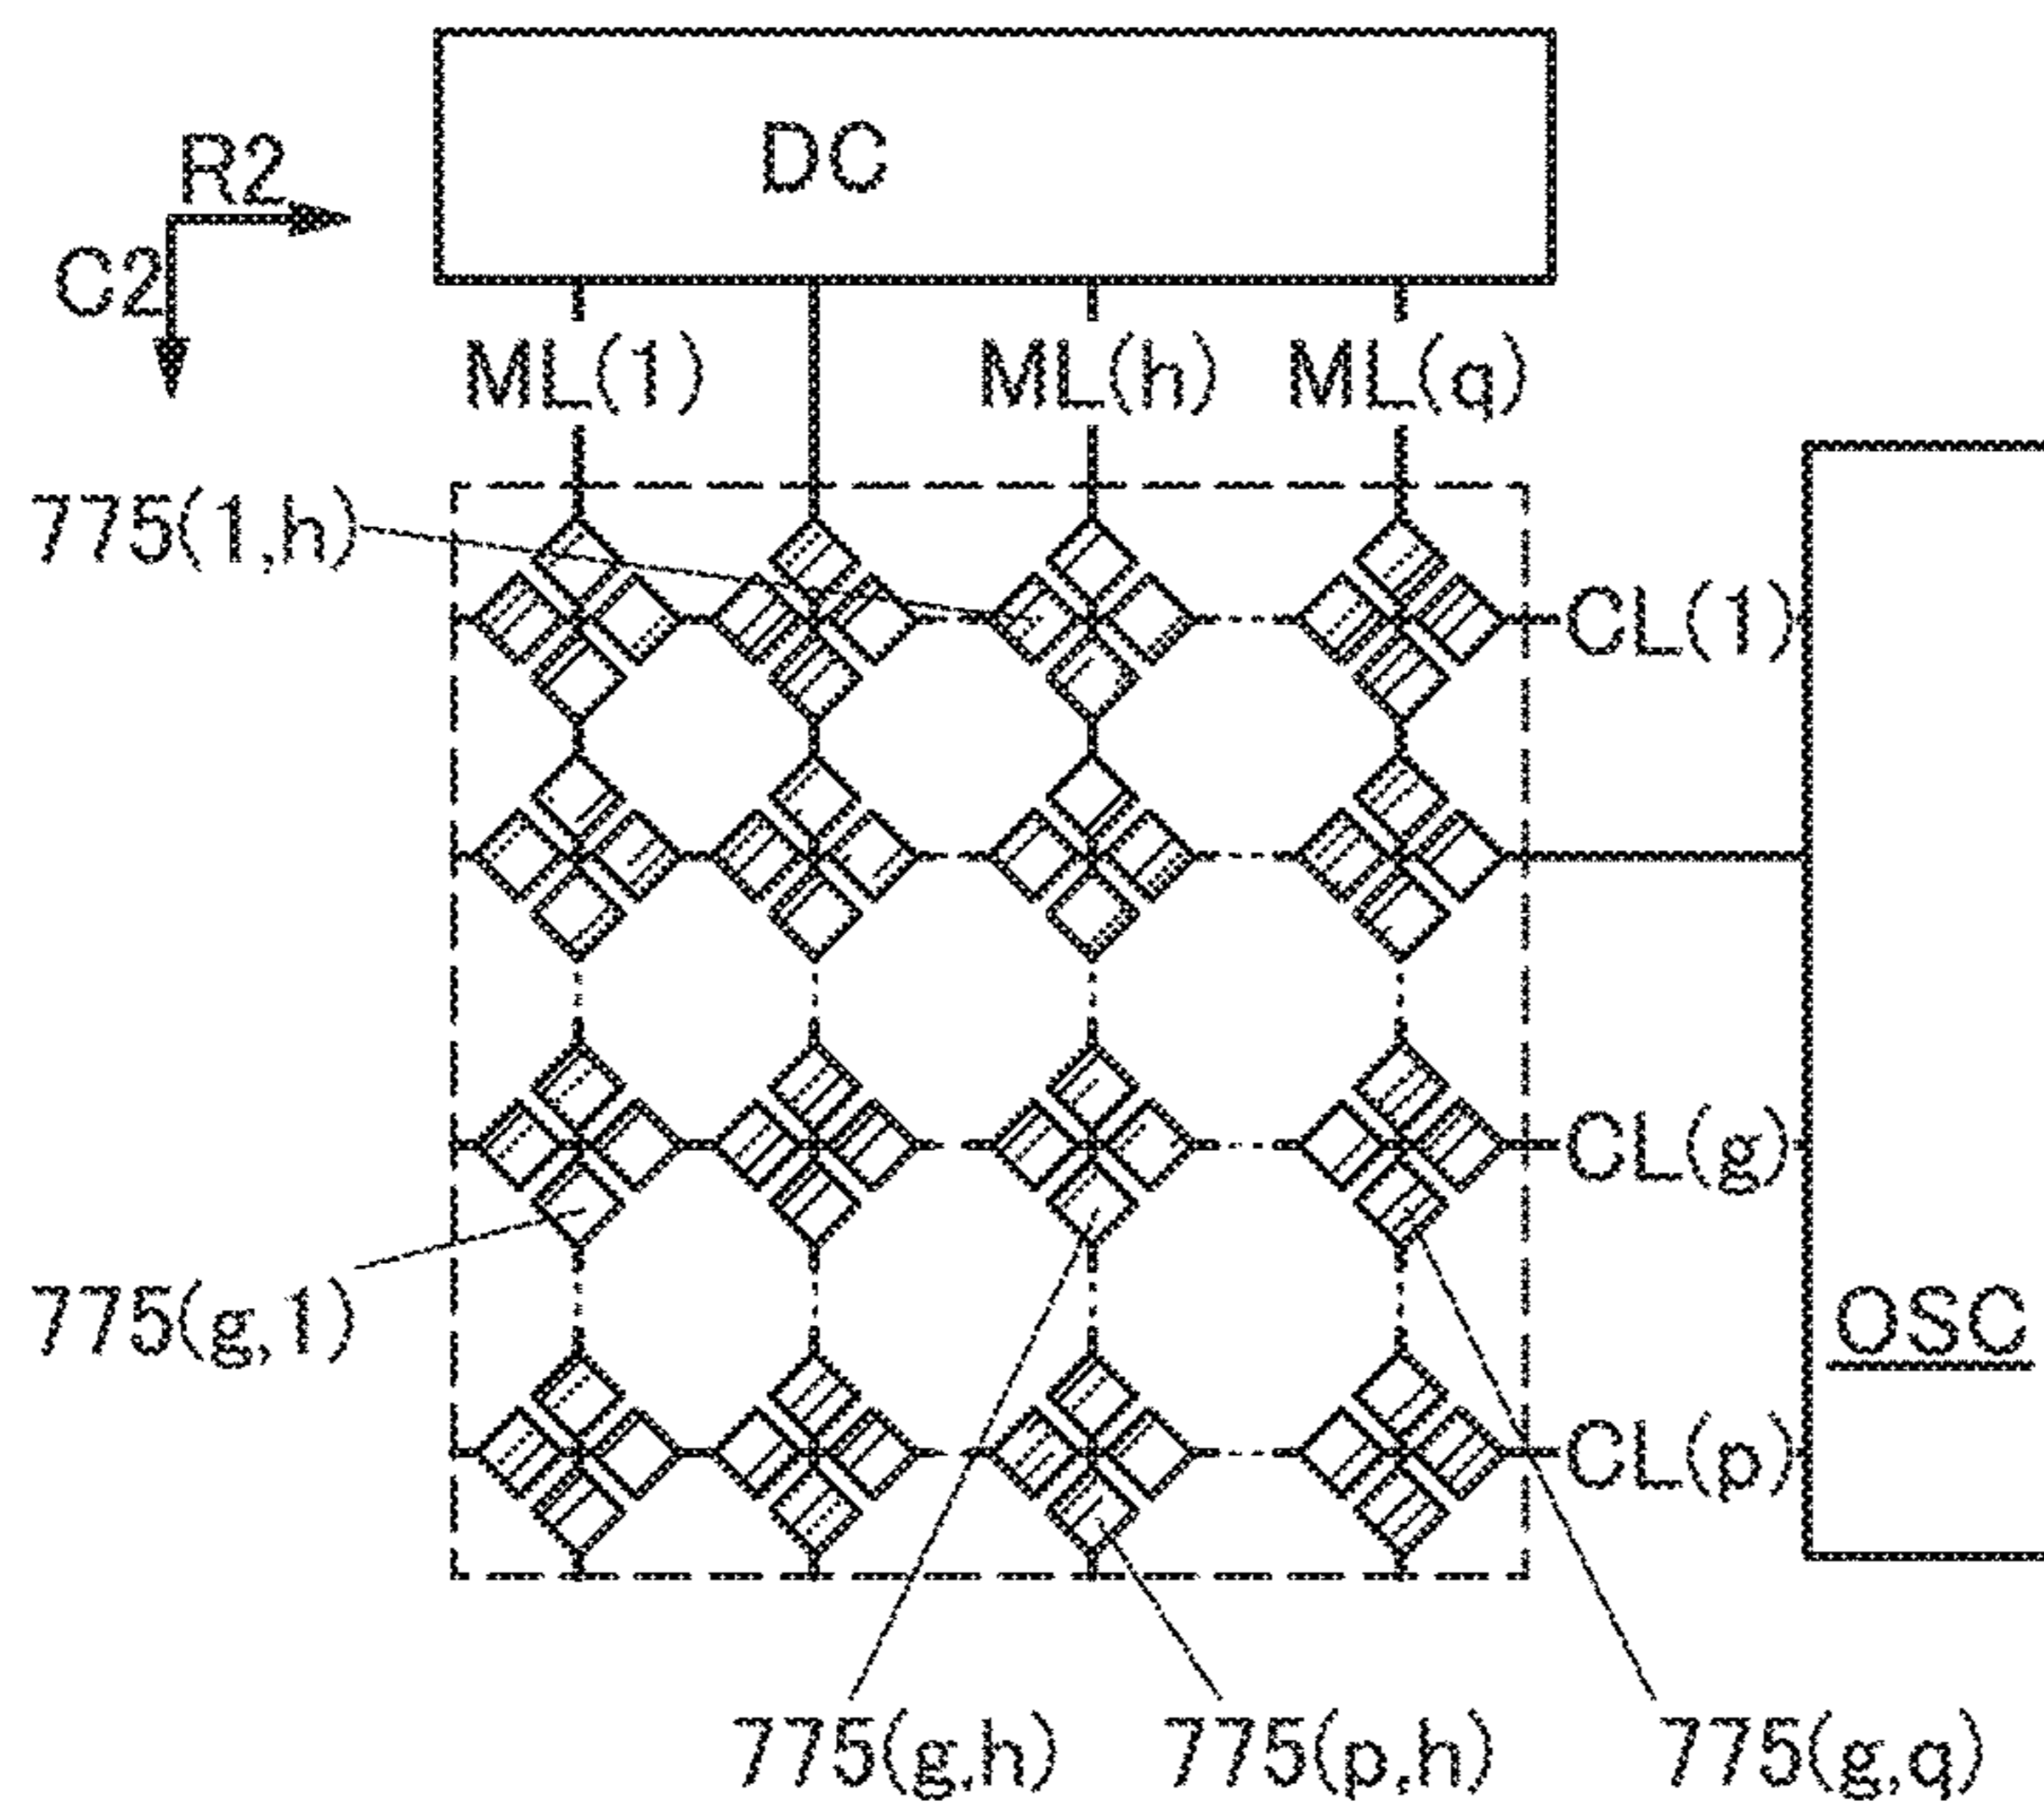 DC
R2
C2
ML(1)
ML(h)
ML(q)
775(1,h)
CL(1)
CL(g)
775(g,1)
OSC
CL(p)
775(g,h)
775(p,h)
775(g,q)